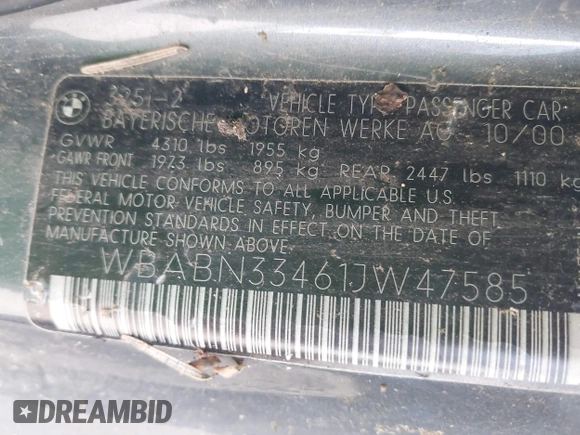 BMW
325i-2 VEHICLE TYPE PASSENGER CAR
BAYERISCHE MOTOREN WERKE AG 10/00
GVWR 4310 lbs 1955 kg
GAWR FRONT 1973 lbs 895 kg REAR 2447 lbs 1110 kg
THIS VEHICLE CONFORMS TO ALL APPLICABLE U.S.
FEDERAL MOTOR-VEHICLE SAFETY, BUMPER AND THEFT
PREVENTION STANDARDS IN EFFECT ON THE DATE OF
MANUFACTURE SHOWN ABOVE.
WBABN33461JW47585
DREAMBID